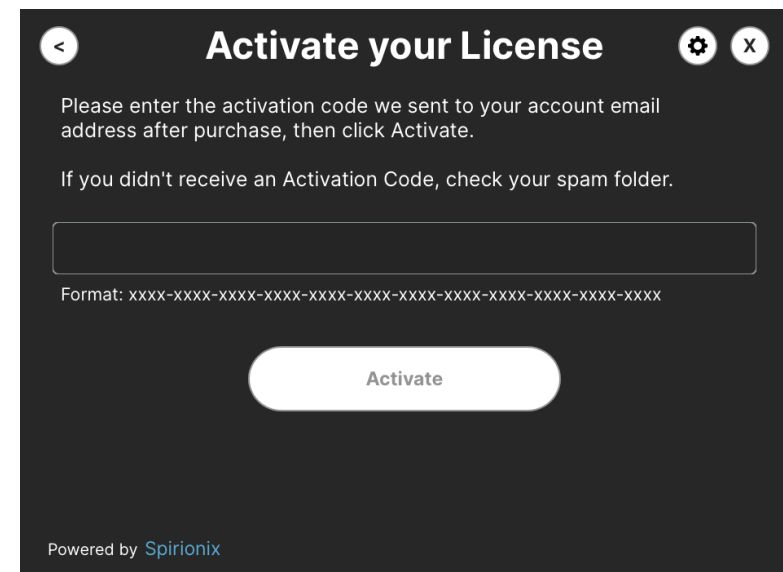 <
Activate your License
X
Please enter the activation code we sent to your account email
address after purchase, then click Activate.
If you didn't receive an Activation Code, check your spam folder.
Format: xxxx-xxxx-xxxx-xxxx-xxxx-xxxx-xxxx-xxxx-xxxx-xxxx-xxxx-xxxx
Activate
Powered by Spirionix